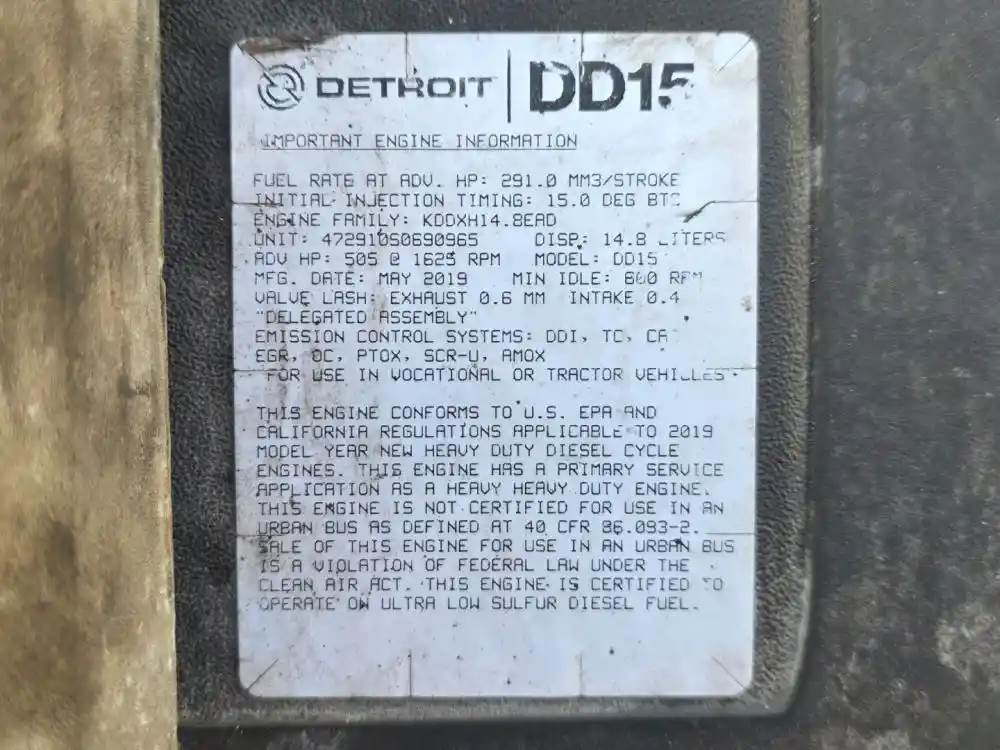 DETROIT DD15
IMPORTANT ENGINE INFORMATION
FUEL RATE AT ADV. HP: 291.0 MM3/STROKE
INITIAL INJECTION TIMING: 15.0 DEG BTC
ENGINE FAMILY: KDDXH14.8EAD
UNIT: 472910S0690965 DISP: 14.8 LITERS
ADV HP: 505 @ 1625 RPM MODEL: DD15
MFG. DATE: MAY 2019 MIN IDLE: 600 RPM
VALVE LASH: EXHAUST 0.6 MM INTAKE 0.4
"DELEGATED ASSEMBLY"
EMISSION CONTROL SYSTEMS: DDI, TC,
EGR, OC, PTOX, SCR-U, AMOX
FOR USE IN VOCATIONAL OR TRACTOR VEHICLES
THIS ENGINE CONFORMS TO U.S. EPA AND
CALIFORNIA REGULATIONS APPLICABLE TO 2019
MODEL YEAR NEW HEAVY DUTY DIESEL CYCLE
ENGINES. THIS ENGINE HAS A PRIMARY SERVICE
APPLICATION AS A HEAVY HEAVY DUTY ENGINE.
THIS ENGINE IS NOT CERTIFIED FOR USE IN AN
URBAN BUS AS DEFINED AT 40 CFR 86.093-2.
SALE OF THIS ENGINE FOR USE IN AN URBAN BUS
IS A VIOLATION OF FEDERAL LAW UNDER THE
CLEAN AIR ACT. THIS ENGINE IS CERTIFIED TO
OPERATE ON ULTRA LOW SULFUR DIESEL FUEL.